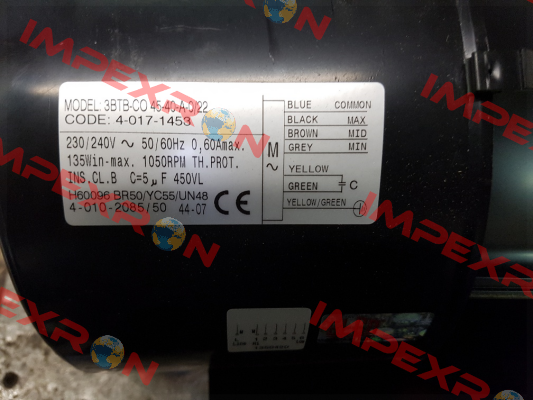 MODEL: 3BTB-CO 45-40-A-0/22
CODE: 4-017-1453
230/240V ~ 50/60Hz 0,60Amax.
135Win-max. 1050RPM TH.PROT.
INS.CL.B C=5µF 450VL
H60096 BR50/YC55/UN48
4-010-2085/50 44-07 CE
M
~
BLUE COMMON
BLACK MAX
BROWN MID
GREY MIN
YELLOW
GREEN C
YELLOW/GREEN
IMPEXRON
IMPEXRON
IMPEXRON
IMPEXRON
IMPEXRON